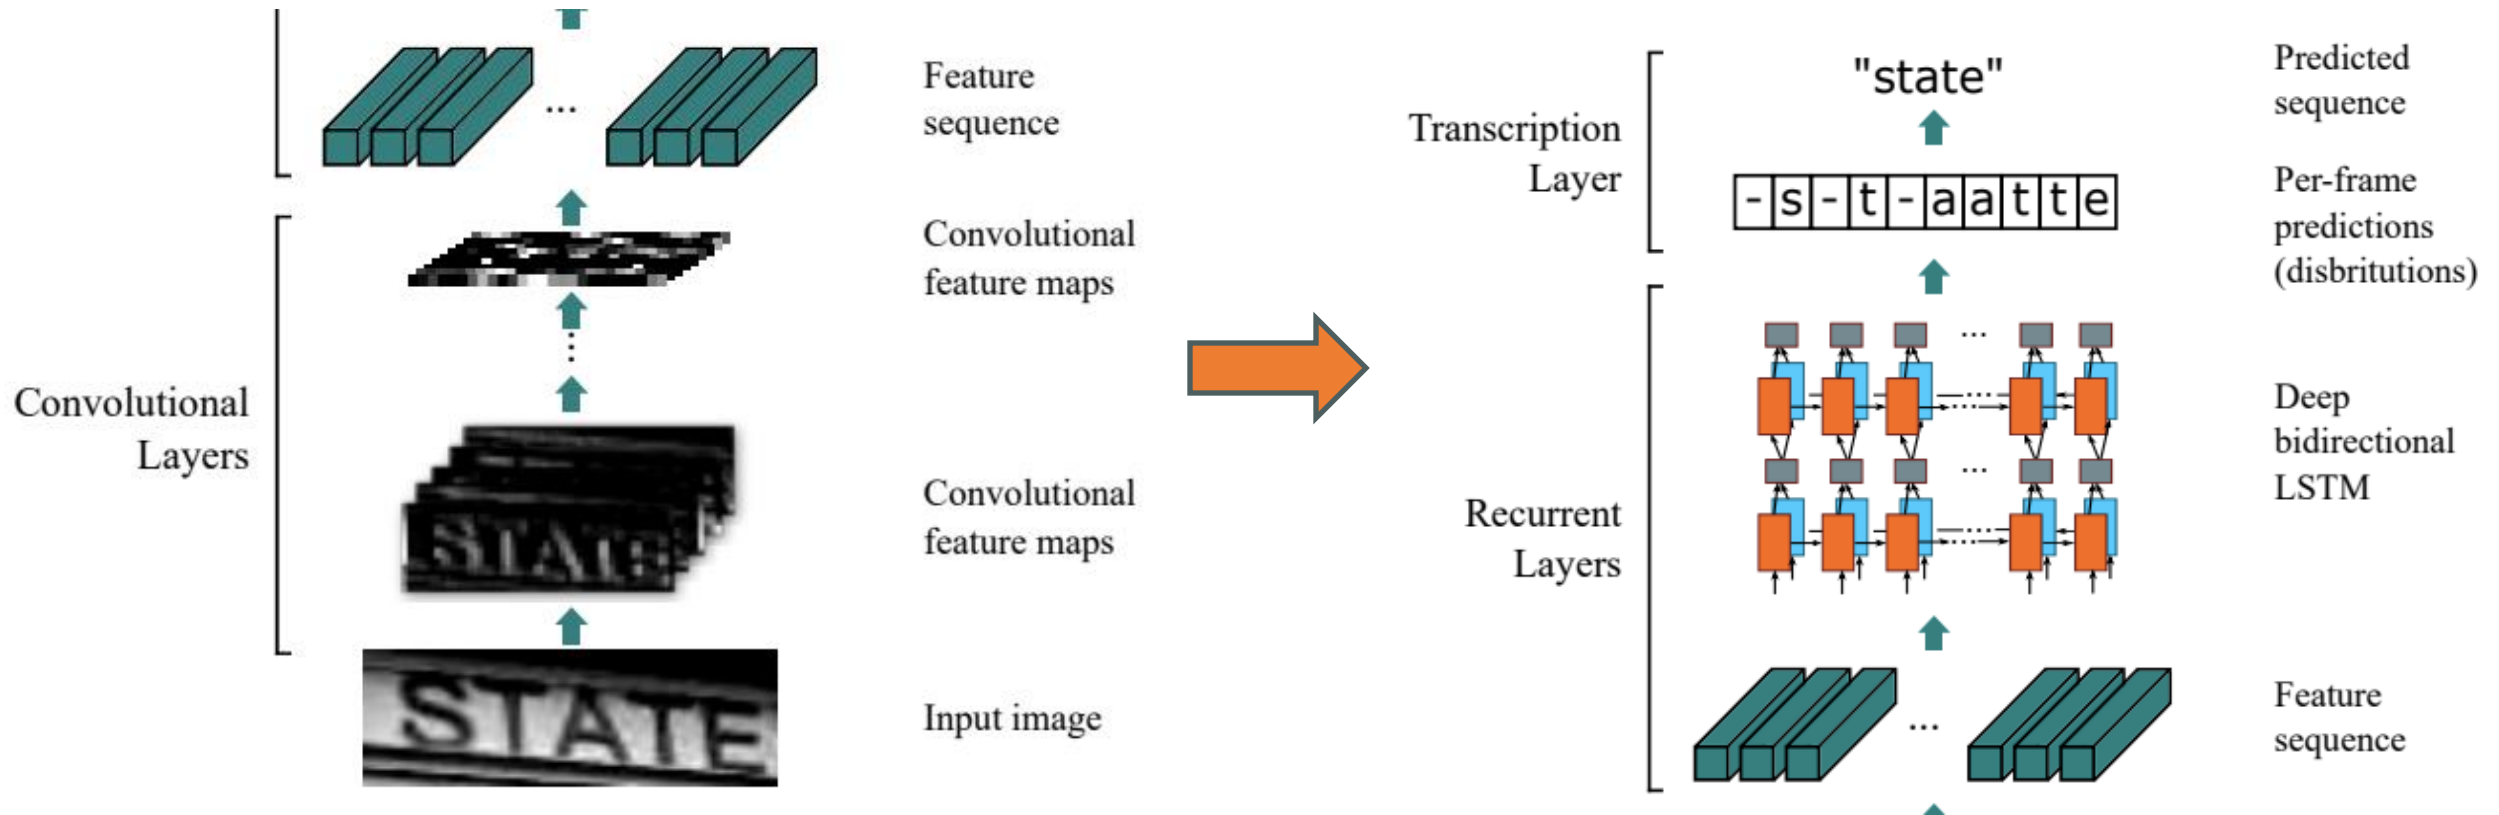 Feature
sequence
Convolutional
feature maps
Convolutional
Layers
Convolutional
feature maps
STATE
STATE
Input image
"state"
Predicted
sequence
Transcription
Layer
-s-t-aatte
Per-frame
predictions
(disbritutions)
Deep
bidirectional
LSTM
Recurrent
Layers
Feature
sequence